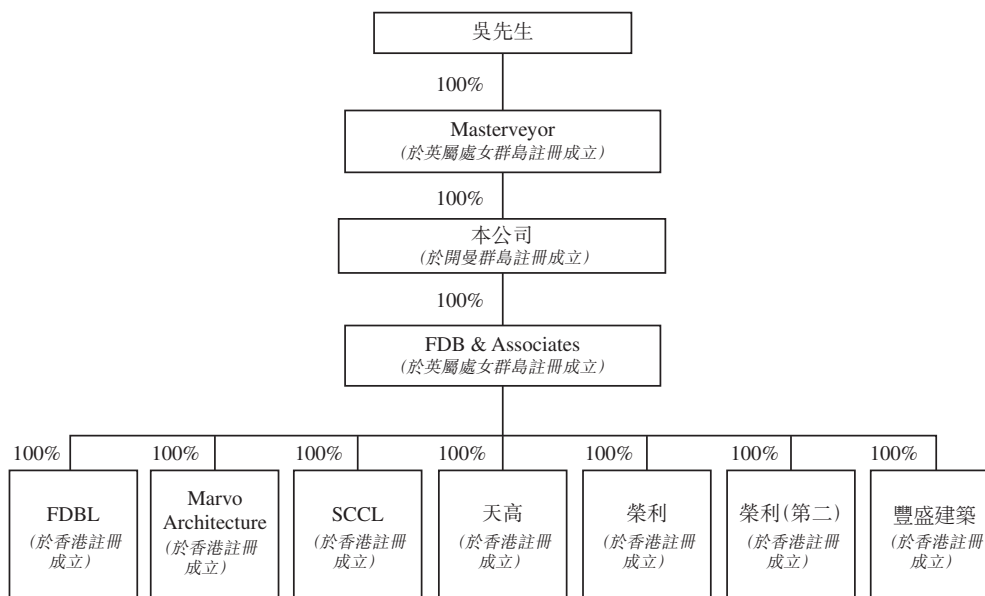 吳先生
100%
Masterveyor
(於英屬處女群島註冊成立)
100%
本公司
(於開曼群島註冊成立)
100%
FDB & Associates
(於英屬處女群島註冊成立)
100%
100%
100%
100%
100%
100%
100%
FDBL
(於香港註冊
成立)
Marvo
Architecture
(於香港註冊
成立)
SCCL
(於香港註冊
成立)
天高
(於香港註冊
成立)
榮利
(於香港註冊
成立)
榮利(第二)
(於香港註冊
成立)
豐盛建築
(於香港註冊
成立)